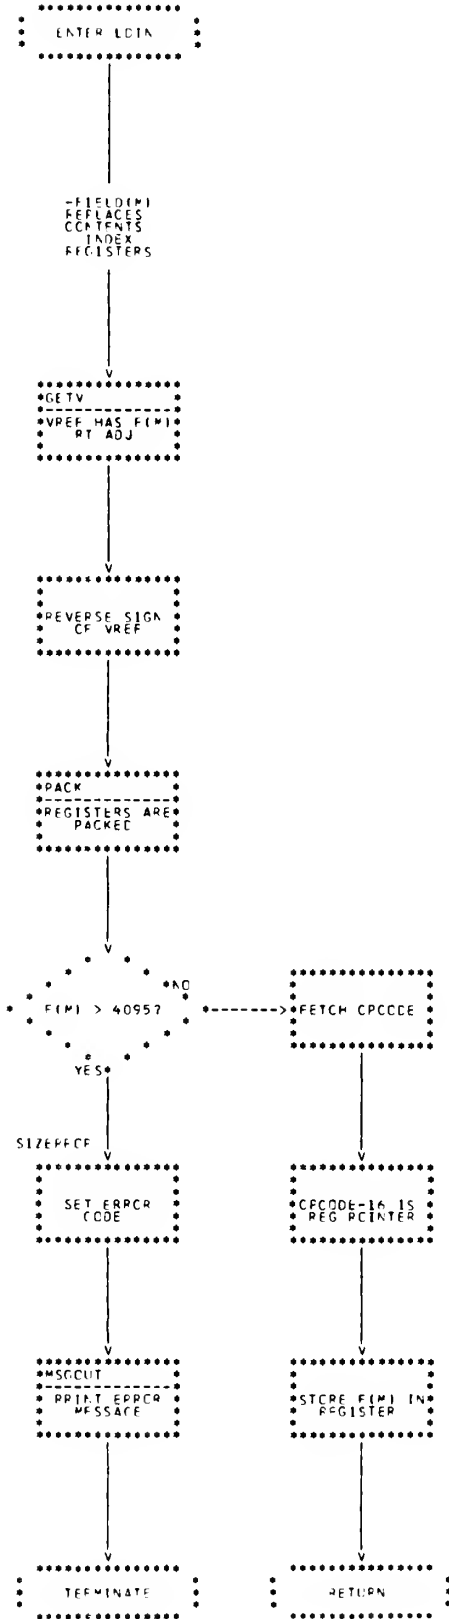 ENTER LDIN
-FIELD(M)
REPLACES
CONTENTS
INDEX
REGISTERS
GETV
VREF HAS F(M)
RT ADJ
REVERSE SIGN
OF VREF
PACK
REGISTERS ARE
PACKED
NO
F(M) > 4095?
FETCH OPCODE
YES
SIZERROR
SET ERROR
CODE
OPCODE-16 IS
REG POINTER
MSGOUT
PRINT ERROR
MESSAGE
STORE F(M) IN
REGISTER
TERMINATE
RETURN